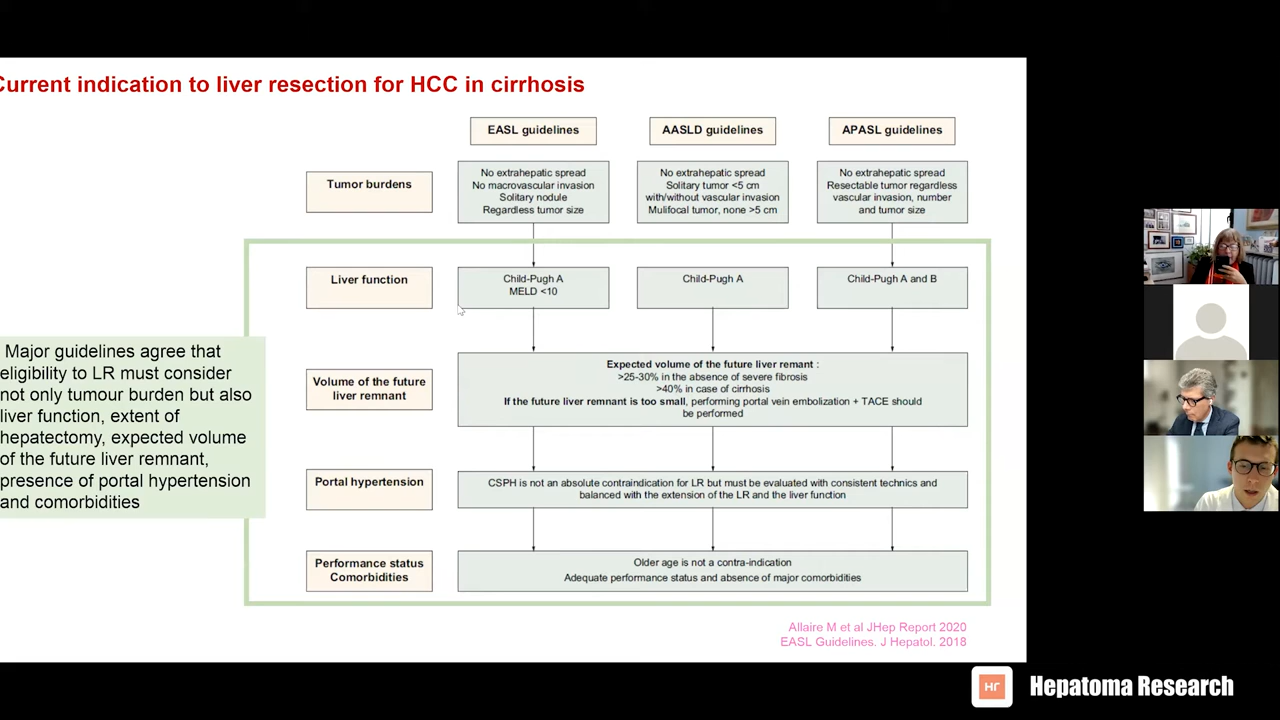 Current indication to liver resection for HCC in cirrhosis
EASL guidelines
AASLD guidelines
APASL guidelines
Tumor burdens
No extrahepatic spread
No macrovascular invasion
Solitary nodule
Regardless tumor size
No extrahepatic spread
Solitary tumor <5 cm
with/without vascular invasion
Mulifocal tumor, none >5 cm
No extrahepatic spread
Resectable tumor regardless
vascular invasion, number
and tumor size
Liver function
Child-Pugh A
MELD <10
Child-Pugh A
Child-Pugh A and B
Volume of the future
liver remnant
Expected volume of the future liver remant :
>25-30% in the absence of severe fibrosis
>40% in case of cirrhosis
If the future liver remnant is too small, performing portal vein embolization + TACE should
be performed
Portal hypertension
CSPH is not an absolute contraindication for LR but must be evaluated with consistent technics and
balanced with the extension of the LR and the liver function
Performance status
Comorbidities
Older age is not a contra-indication
Adequate performance status and absence of major comorbidities
Major guidelines agree that
eligibility to LR must consider
not only tumour burden but also
liver function, extent of
hepatectomy, expected volume
of the future liver remnant,
presence of portal hypertension
and comorbidities
Allaire M et al JHep Report 2020
EASL Guidelines. J Hepatol. 2018
Hr
Hepatoma Research